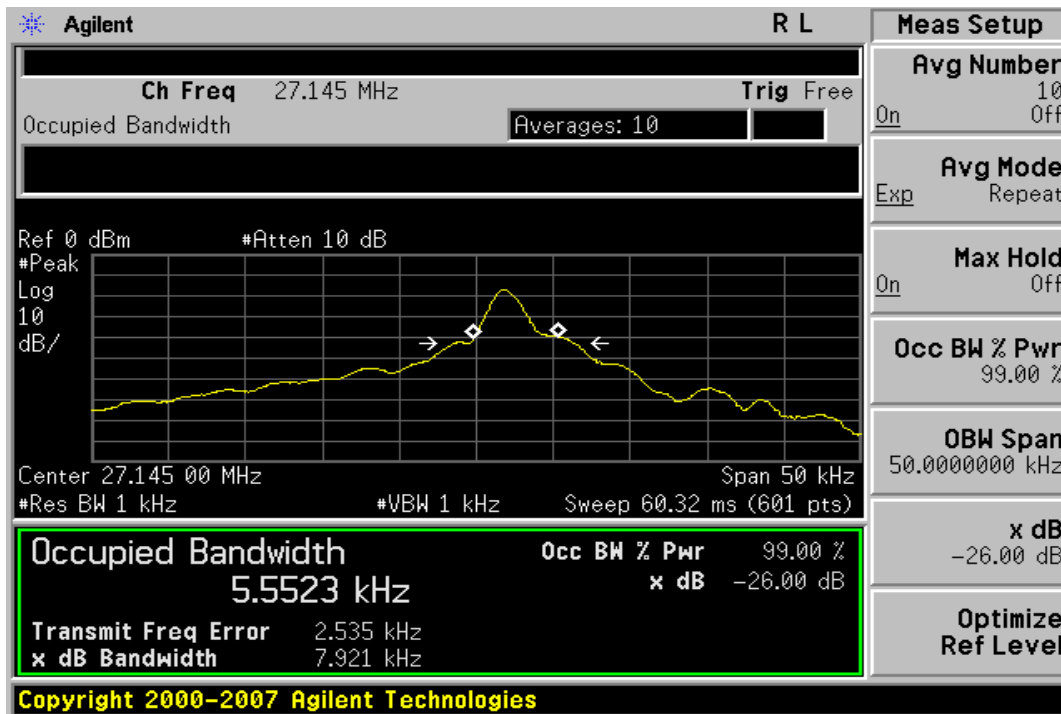 Agilent R L
Ch Freq 27.145 MHz Trig Free
Occupied Bandwidth Averages: 10
Ref 0 dBm #Atten 10 dB
#Peak
Log
10
dB/
Center 27.145 00 MHz Span 50 kHz
#Res BW 1 kHz #VBW 1 kHz Sweep 60.32 ms (601 pts)
Occupied Bandwidth Occ BW % Pwr 99.00 %
5.5523 kHz x dB -26.00 dB
Transmit Freq Error 2.535 kHz
x dB Bandwidth 7.921 kHz
Copyright 2000-2007 Agilent Technologies
Meas Setup
Avg Number
10
On Off
Avg Mode
Exp Repeat
Max Hold
On Off
Occ BW % Pwr
99.00 %
OBW Span
50.0000000 kHz
x dB
-26.00 dB
Optimize
Ref Level